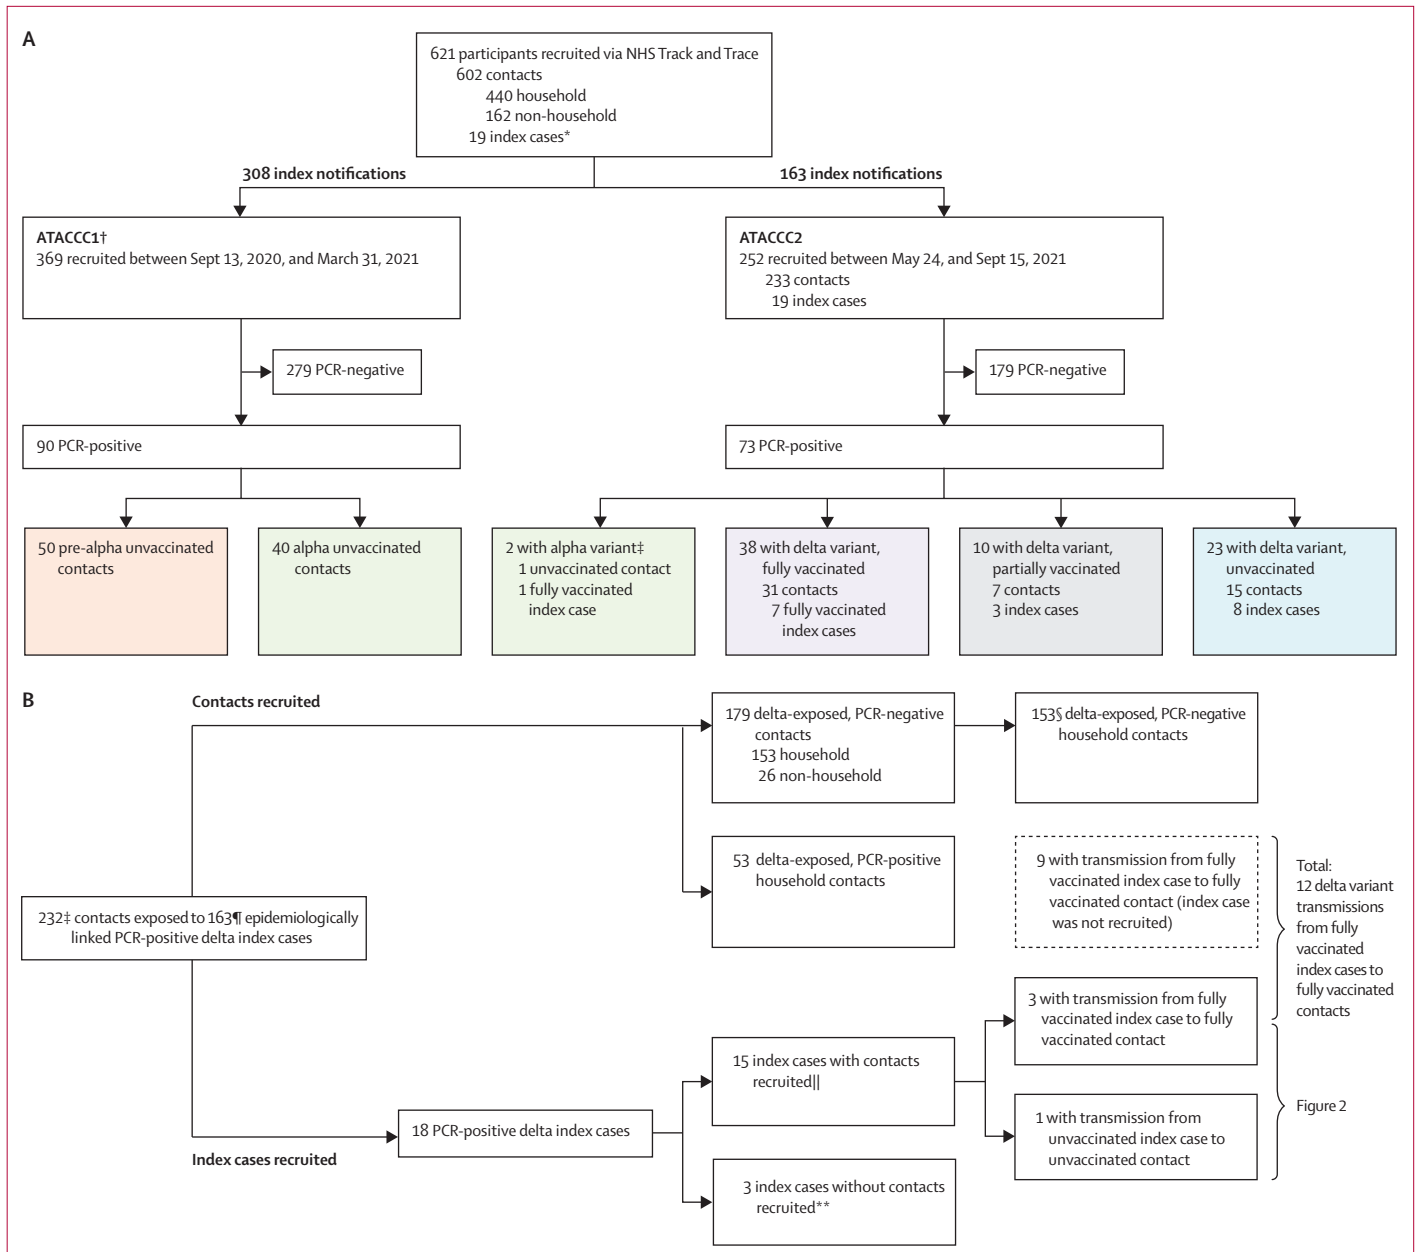 A
621 participants recruited via NHS Track and Trace
602 contacts
440 household
162 non-household
19 index cases*
308 index notifications
163 index notifications
ATACCC1†
369 recruited between Sept 13, 2020, and March 31, 2021
ATACCC2
252 recruited between May 24, and Sept 15, 2021
233 contacts
19 index cases
279 PCR-negative
179 PCR-negative
90 PCR-positive
73 PCR-positive
50 pre-alpha unvaccinated
contacts
40 alpha unvaccinated
contacts
2 with alpha variant‡
1 unvaccinated contact
1 fully vaccinated
index case
38 with delta variant,
fully vaccinated
31 contacts
7 fully vaccinated
index cases
10 with delta variant,
partially vaccinated
7 contacts
3 index cases
23 with delta variant,
unvaccinated
15 contacts
8 index cases
B
Contacts recruited
179 delta-exposed, PCR-negative
contacts
153 household
26 non-household
153§ delta-exposed, PCR-negative
household contacts
53 delta-exposed, PCR-positive
household contacts
9 with transmission from fully
vaccinated index case to fully
vaccinated contact (index case
was not recruited)
Total:
12 delta variant
transmissions
from fully
vaccinated
index cases to
fully vaccinated
contacts
232‡ contacts exposed to 163¶ epidemiologically
linked PCR-positive delta index cases
3 with transmission from fully
vaccinated index case to fully
vaccinated contact
15 index cases with contacts
recruited||
Figure 2
18 PCR-positive delta index cases
1 with transmission from
unvaccinated index case to
unvaccinated contact
Index cases recruited
3 index cases without contacts
recruited**